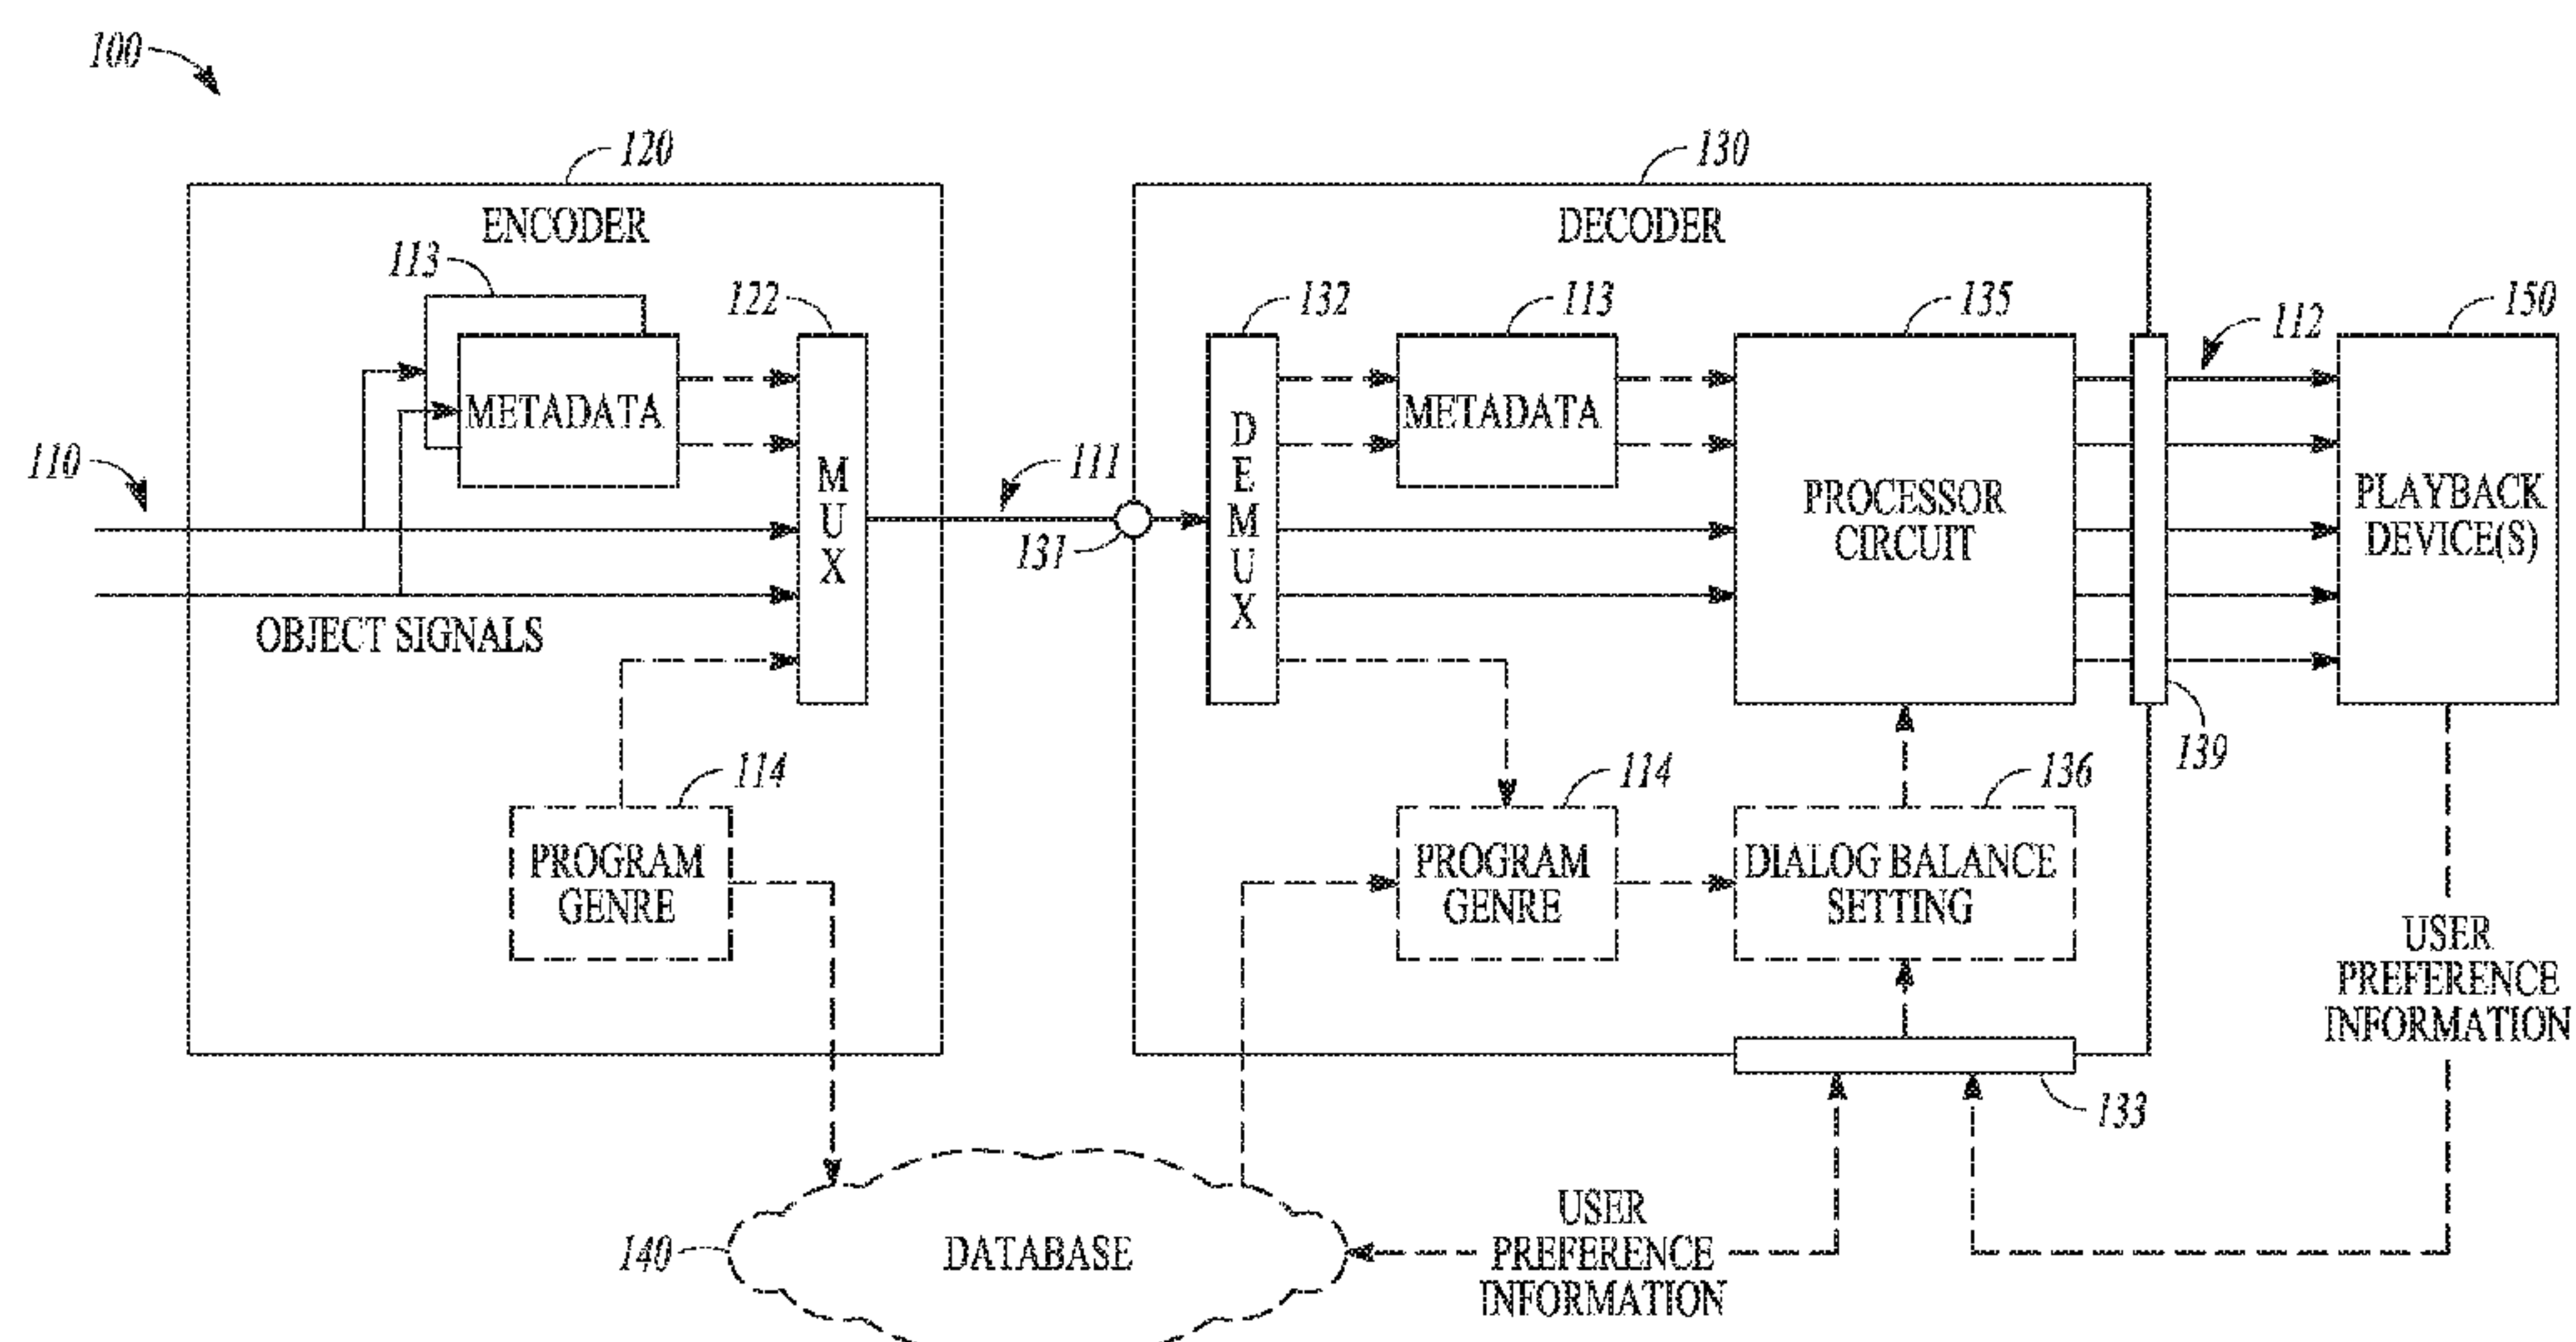 100
120
130
ENCODER
DECODER
113
122
132
113
135
112
150
METADATA
METADATA
110
MUX
111
131
DEMUX
PROCESSOR
CIRCUIT
PLAYBACK
DEVICE(S)
OBJECT SIGNALS
139
114
114
136
PROGRAM
GENRE
PROGRAM
GENRE
DIALOG BALANCE
SETTING
USER
PREFERENCE
INFORMATION
133
140
DATABASE
USER
PREFERENCE
INFORMATION